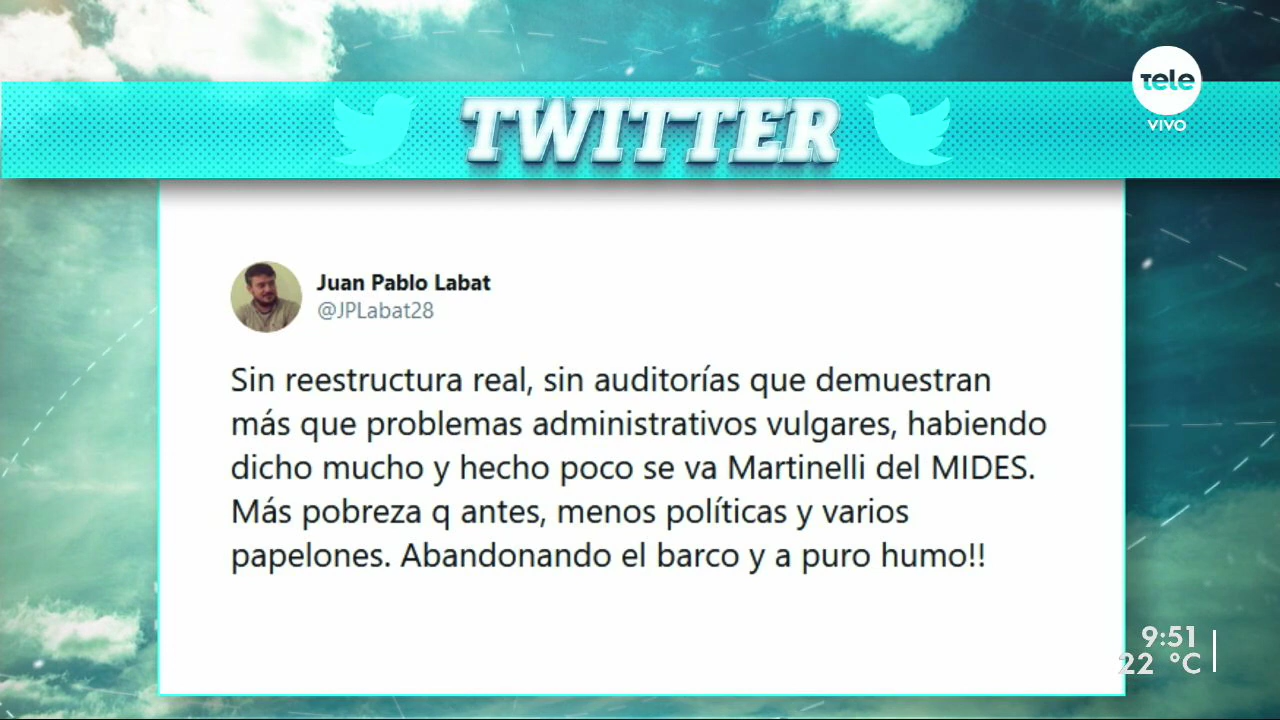 TWITTER
tele
VIVO
Juan Pablo Labat
@JPLabat28
Sin reestructura real, sin auditorías que demuestran
más que problemas administrativos vulgares, habiendo
dicho mucho y hecho poco se va Martinelli del MIDES.
Más pobreza q antes, menos políticas y varios
papelones. Abandonando el barco y a puro humo!!
9:51
22 °C